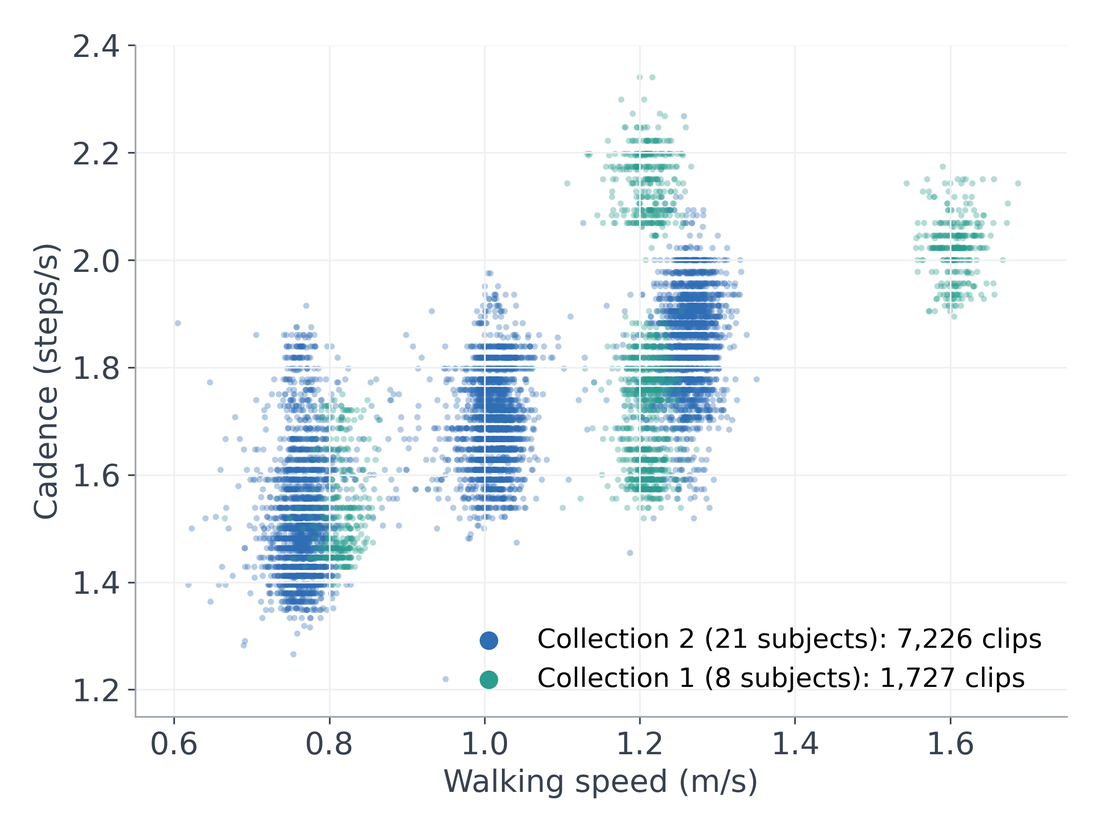 2.4
2.2
2.0
1.8
1.6
1.4
1.2
Cadence (steps/s)
Collection 2 (21 subjects): 7,226 clips
Collection 1 (8 subjects): 1,727 clips
0.6 0.8 1.0 1.2 1.4 1.6
Walking speed (m/s)